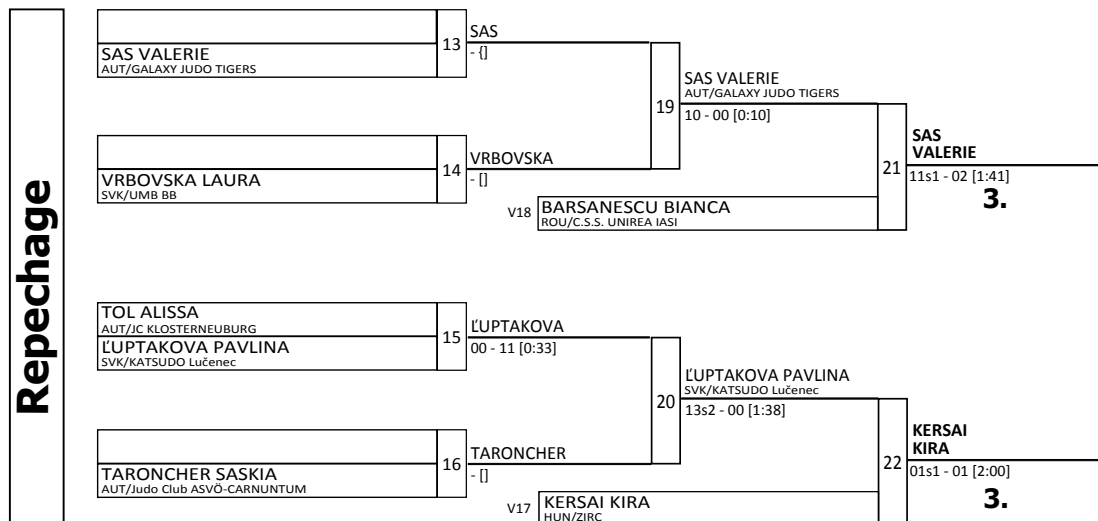 Repechage
SAS VALERIE
AUT/GALAXY JUDO TIGERS
13
SAS
- {]
VRBOVSKA LAURA
SVK/UMB BB
14
VRBOVSKA
- []
19
SAS VALERIE
AUT/GALAXY JUDO TIGERS
10 - 00 [0:10]
V18
BARSANESCU BIANCA
ROU/C.S.S. UNIREA IASI
21
SAS
VALERIE
11s1 - 02 [1:41]
3.
TOL ALISSA
AUT/JC KLOSTERNEUBURG
ĽUPTAKOVA PAVLINA
SVK/KATSUDO Lučenec
15
ĽUPTAKOVA
00 - 11 [0:33]
TARONCHER SASKIA
AUT/Judo Club ASVÖ-CARNUNTUM
16
TARONCHER
- []
20
ĽUPTAKOVA PAVLINA
SVK/KATSUDO Lučenec
13s2 - 00 [1:38]
V17
KERSAI KIRA
HUN/ZIRC
22
KERSAI
KIRA
01s1 - 01 [2:00]
3.